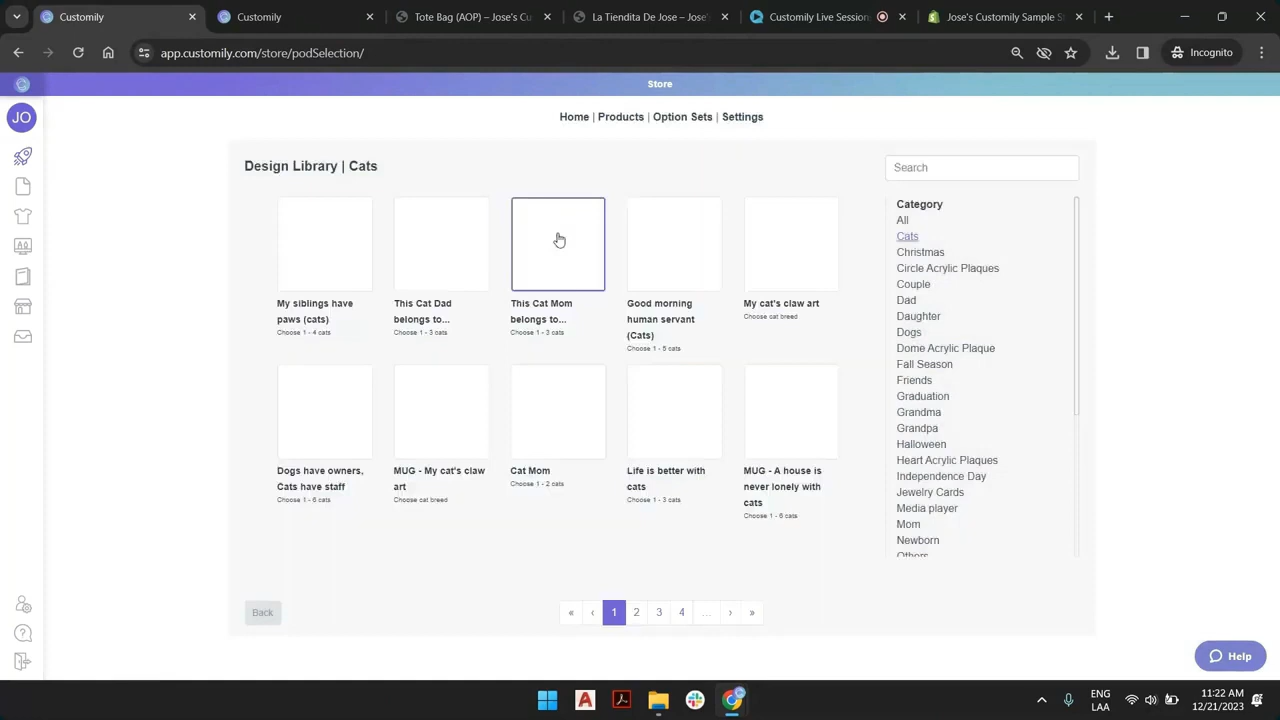 Customily
Customily
Tote Bag (AOP) – Jose's Cu
La Tiendita De Jose – Jose's
Customily Live Session
Jose's Customily Sample St
app.customily.com/store/podSelection/
Incognito
Store
JO
Home | Products | Option Sets | Settings
Design Library | Cats
Search
My siblings have
paws (cats)
Choose 1 - 4 cats
This Cat Dad
belongs to...
Choose 1 - 3 cats
This Cat Mom
belongs to...
Choose 1 - 3 cats
Good morning
human servant
(Cats)
Choose 1 - 5 cats
My cat's claw art
Choose cat breed
Dogs have owners,
Cats have staff
Choose 1 - 6 cats
MUG - My cat's claw
art
Choose cat breed
Cat Mom
Choose 1 - 2 cats
Life is better with
cats
Choose 1 - 3 cats
MUG - A house is
never lonely with
cats
Choose 1 - 6 cats
Category
All
Cats
Christmas
Circle Acrylic Plaques
Couple
Dad
Daughter
Dogs
Dome Acrylic Plaque
Fall Season
Friends
Graduation
Grandma
Grandpa
Halloween
Heart Acrylic Plaques
Independence Day
Jewelry Cards
Media player
Mom
Newborn
Others
Back
« ‹ 1 2 3 4 ... › »
Help
ENG
LAA
11:22 AM
12/21/2023